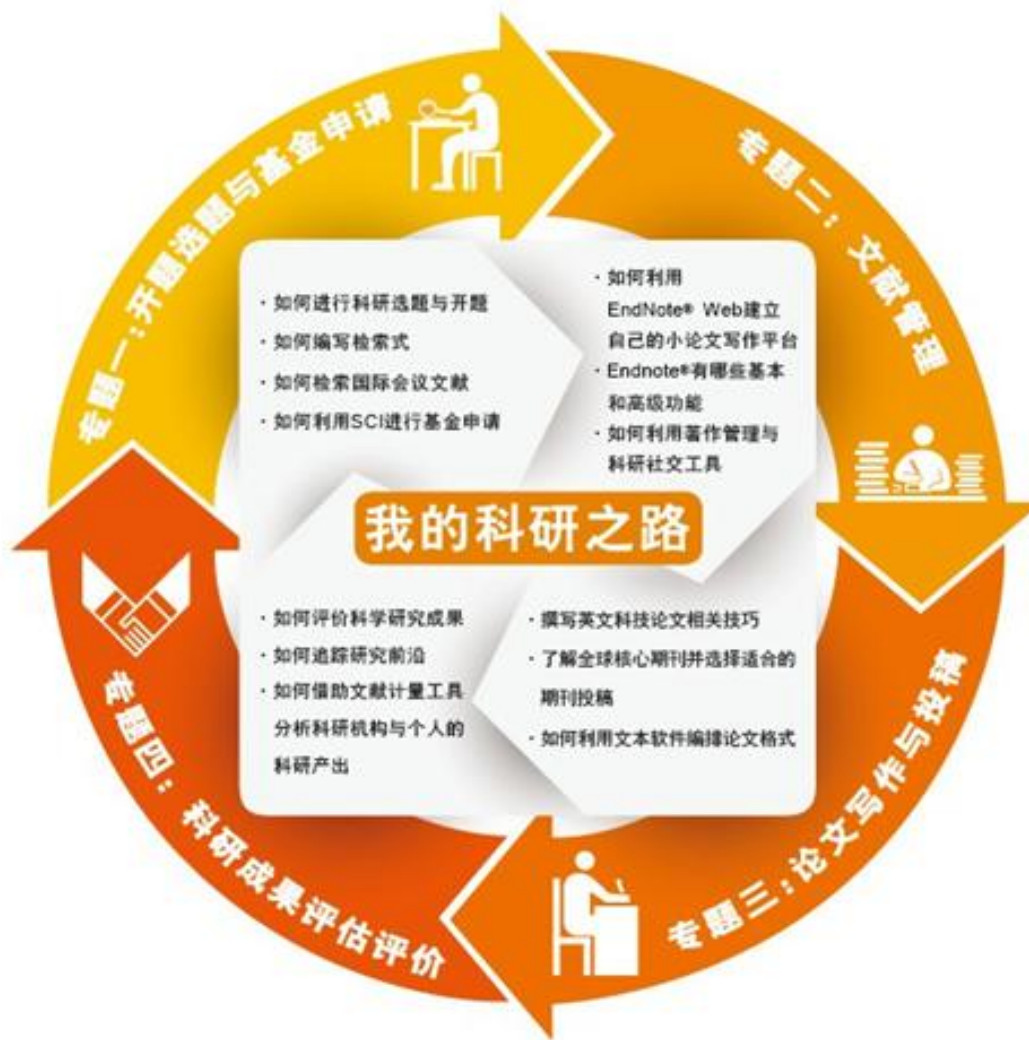 专题一:开题选题与基金申请
· 如何进行科研选题与开题
· 如何编写检索式
· 如何检索国际会议文献
· 如何利用SCI进行基金申请
专题二：文献管理
· 如何利用
EndNote® Web建立
自己的小论文写作平台
· Endnote®有哪些基本
和高级功能
· 如何利用著作管理与
科研社交工具
我的科研之路
专题三:论文写作与投稿
· 撰写英文科技论文相关技巧
· 了解全球核心期刊并选择适合的
期刊投稿
· 如何利用文本软件编排论文格式
专题四：科研成果评估评价
· 如何评价科学研究成果
· 如何追踪研究前沿
· 如何借助文献计量工具
分析科研机构与个人的
科研产出